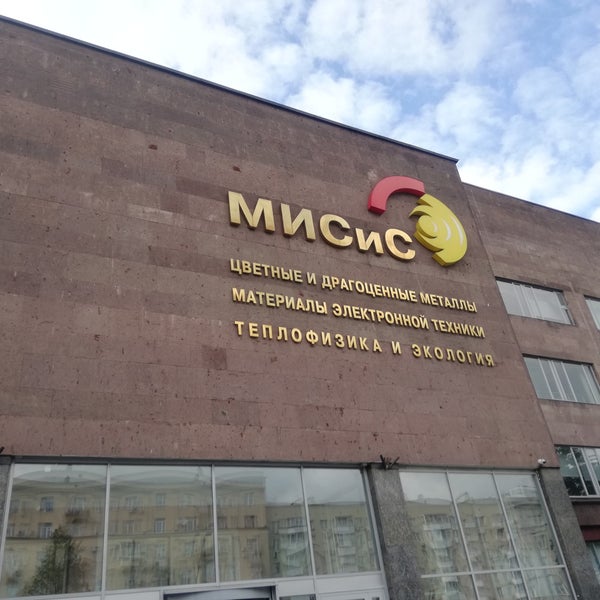 МИСиС
ЦВЕТНЫЕ И ДРАГОЦЕННЫЕ МЕТАЛЛЫ
МАТЕРИАЛЫ ЭЛЕКТРОННОЙ ТЕХНИКИ
ТЕПЛОФИЗИКА И ЭКОЛОГИЯ